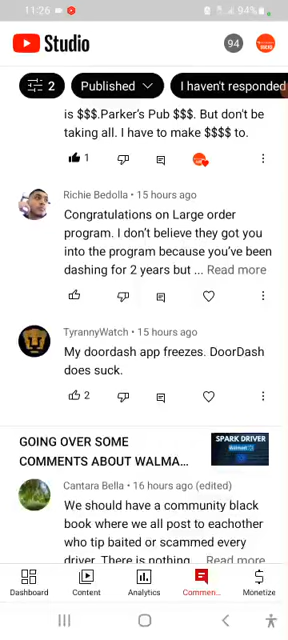 11:26
94%
Studio
94
2
Published
I haven't responded
is $$$.Parker's Pub $$$. But don't be
taking all. I have to make $$$$ to.
1
Richie Bedolla • 15 hours ago
Congratulations on Large order
program. I don't believe they got you
into the program because you've been
dashing for 2 years but ... Read more
TyrannyWatch • 15 hours ago
My doordash app freezes. DoorDash
does suck.
2
GOING OVER SOME
COMMENTS ABOUT WALMA...
SPARK DRIVER
Walmart
Cantara Bella • 16 hours ago (edited)
We should have a community black
book where we all post to eachother
who tip baited or scammed every
driver. There is nothing... Read more
Dashboard
Content
Analytics
Commen...
Monetize